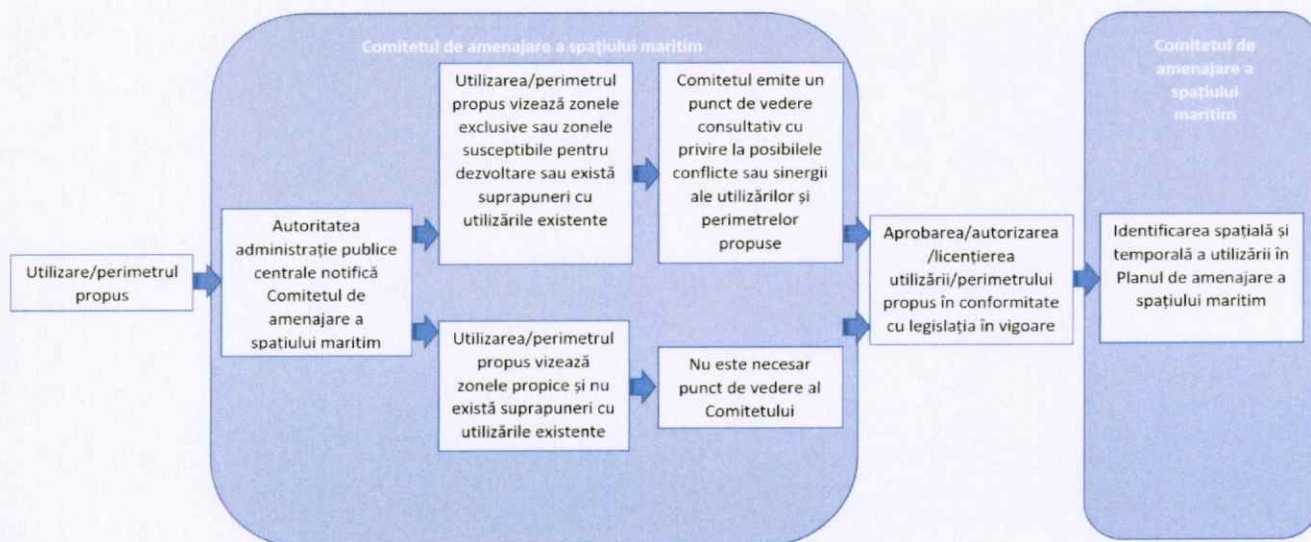 Comitetul de amenajare a spațiului maritim
Utilizare/perimetrul
propus
Autoritatea
administrație publice
centrale notifică
Comitetul de
amenajare a
spațiului maritim
Utilizarea/perimetrul
propus vizează zonele
exclusive sau zonele
susceptibile pentru
dezvoltare sau există
suprapuneri cu
utilizările existente
Comitetul emite un
punct de vedere
consultativ cu
privire la posibilele
conflicte sau sinergii
ale utilizărilor și
perimetrelor
propuse
Utilizarea/perimetrul
propus vizează
zonele propice și nu
există suprapuneri cu
utilizările existente
Nu este necesar
punct de vedere al
Comitetului
Aprobarea/autorizarea
/licențierea
utilizării/perimetrului
propus în conformitate
cu legislația în vigoare
Comitetul de
amenajare a
spațiului
maritim
Identificarea spațială și
temporală a utilizării în
Planul de amenajare a
spațiului maritim